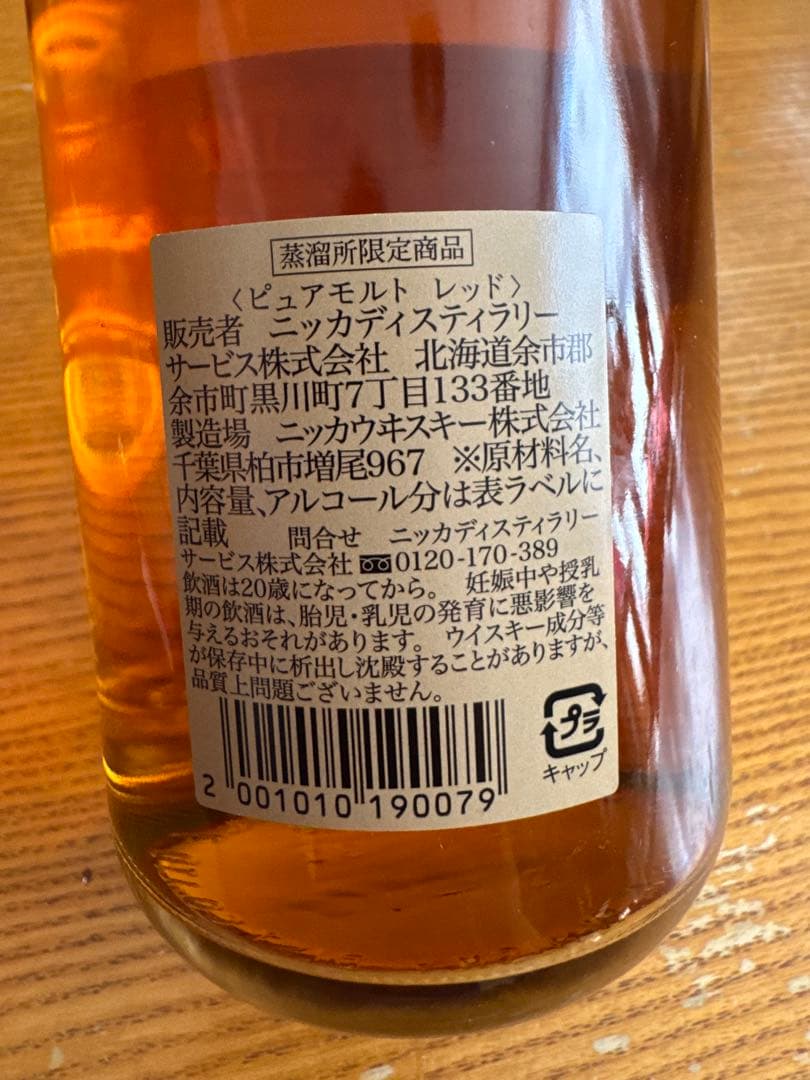 蒸溜所限定商品
〈ピュアモルト レッド〉
販売者 ニッカディスティラリー
サービス株式会社 北海道余市郡
余市町黒川町7丁目133番地
製造場 ニッカウヰスキー株式会社
千葉県柏市増尾967 ※原材料名、
内容量、アルコール分は表ラベルに
記載 問合せ ニッカディスティラリー
サービス株式会社 0120-170-389
飲酒は20歳になってから。 妊娠中や授乳
期の飲酒は、胎児・乳児の発育に悪影響を
与えるおそれがあります。 ウイスキー成分等
が保存中に析出し沈殿することがありますが、
品質上問題ございません。
プラ
キャップ
2 001010 190079